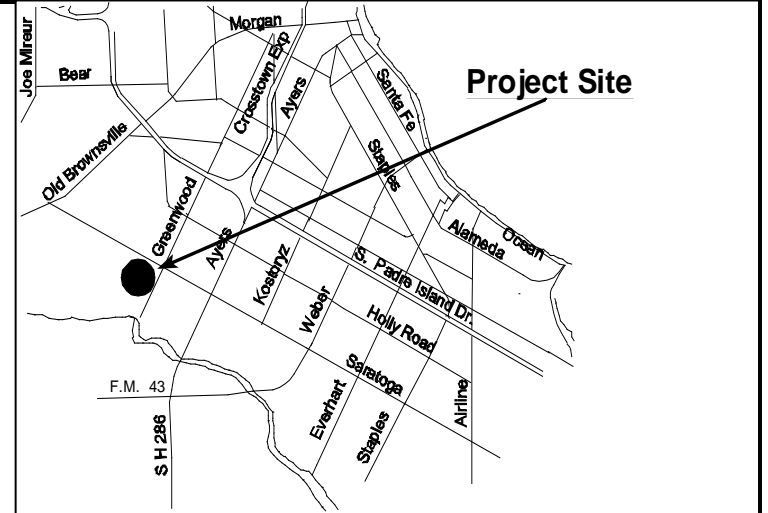 Joe Mireur
Morgan
Bear
Crosstown Exp
Ayers
Santa Fe
Project Site
Old Brownsville
Staples
Greenwood
Ayers
Kostoryz
Alameda
Ocean
S. Padre Island Dr.
Weber
Holly Road
Saratoga
F.M. 43
Everhart
Staples
Airline
S H 286